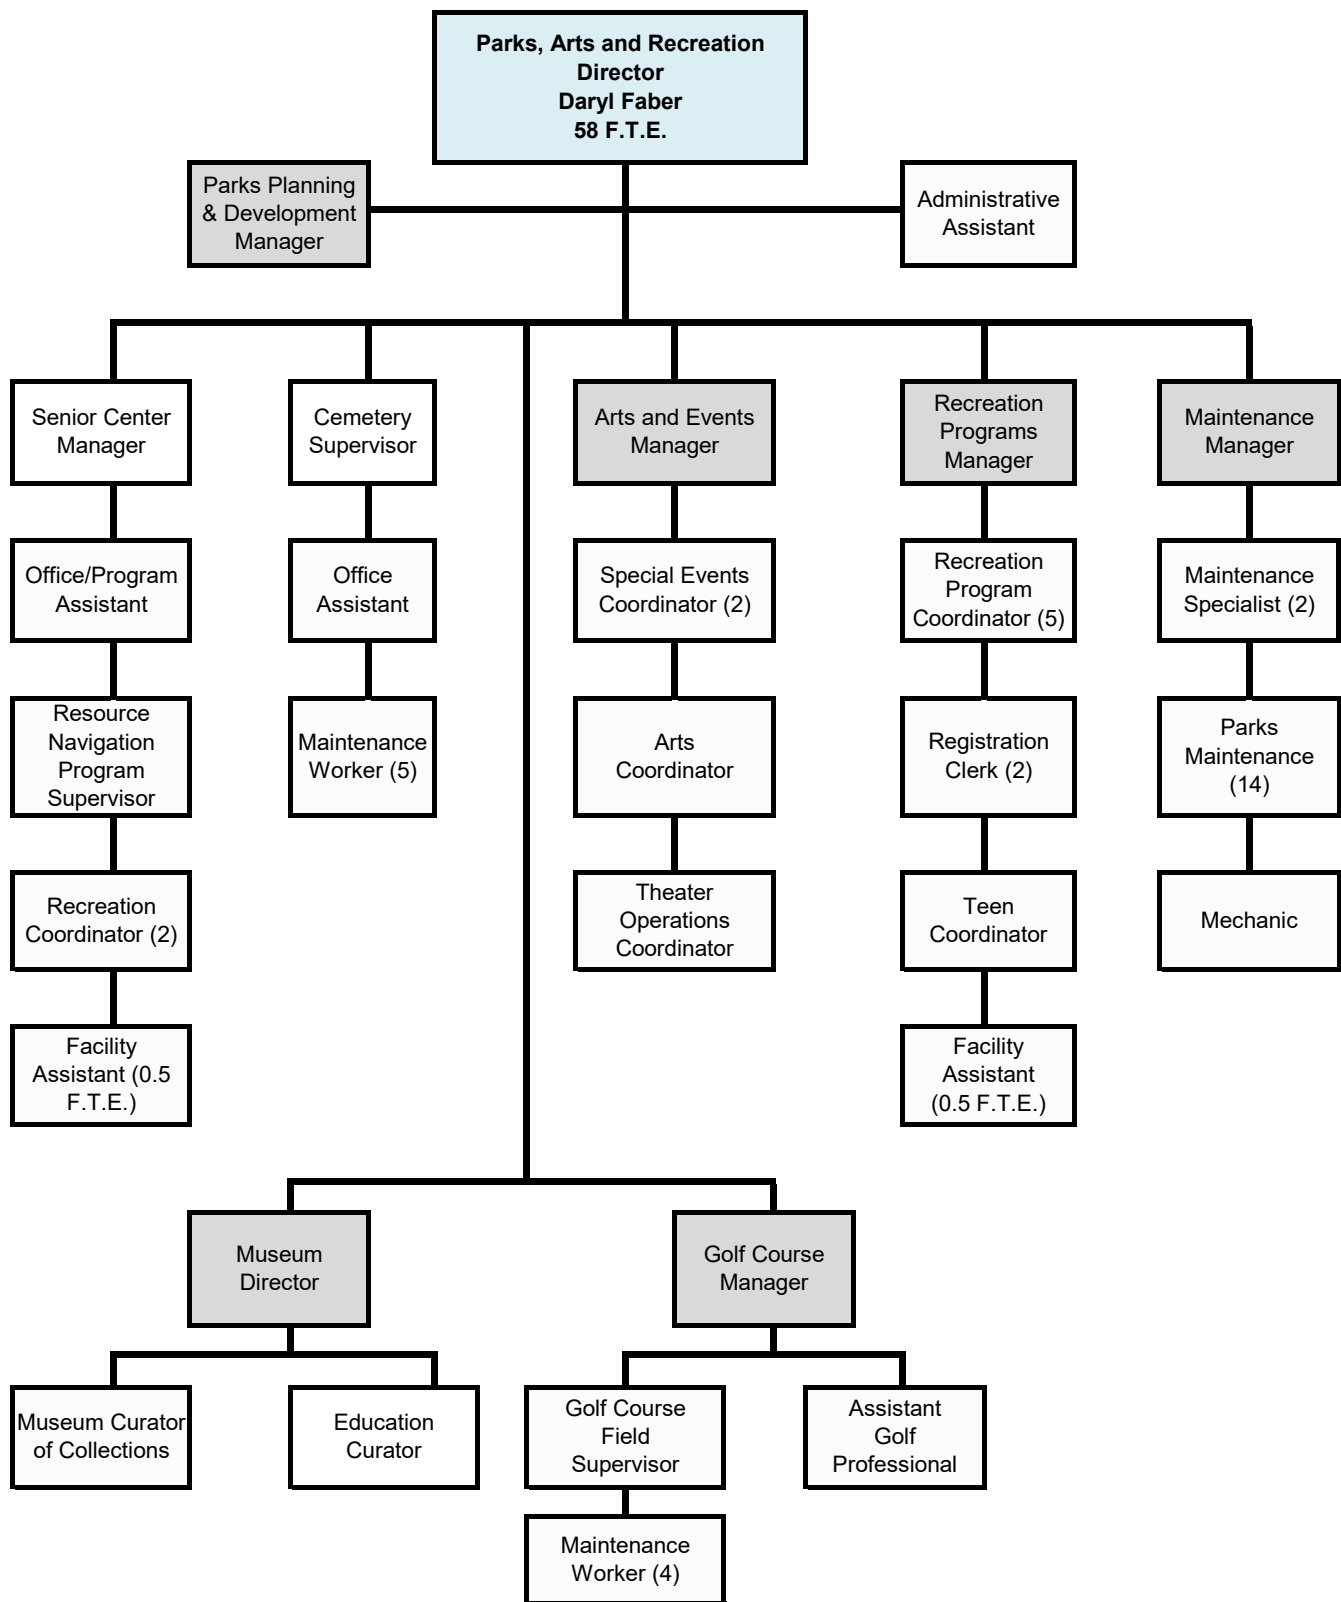 Parks, Arts and Recreation
Director
Daryl Faber
58 F.T.E.
Parks Planning
& Development
Manager
Administrative
Assistant
Senior Center
Manager
Cemetery
Supervisor
Arts and Events
Manager
Recreation
Programs
Manager
Maintenance
Manager
Office/Program
Assistant
Office
Assistant
Special Events
Coordinator (2)
Recreation
Program
Coordinator (5)
Maintenance
Specialist (2)
Resource
Navigation
Program
Supervisor
Maintenance
Worker (5)
Arts
Coordinator
Registration
Clerk (2)
Parks
Maintenance
(14)
Recreation
Coordinator (2)
Theater
Operations
Coordinator
Teen
Coordinator
Mechanic
Facility
Assistant (0.5
F.T.E.)
Facility
Assistant
(0.5 F.T.E.)
Museum
Director
Golf Course
Manager
Museum Curator
of Collections
Education
Curator
Golf Course
Field
Supervisor
Assistant
Golf
Professional
Maintenance
Worker (4)